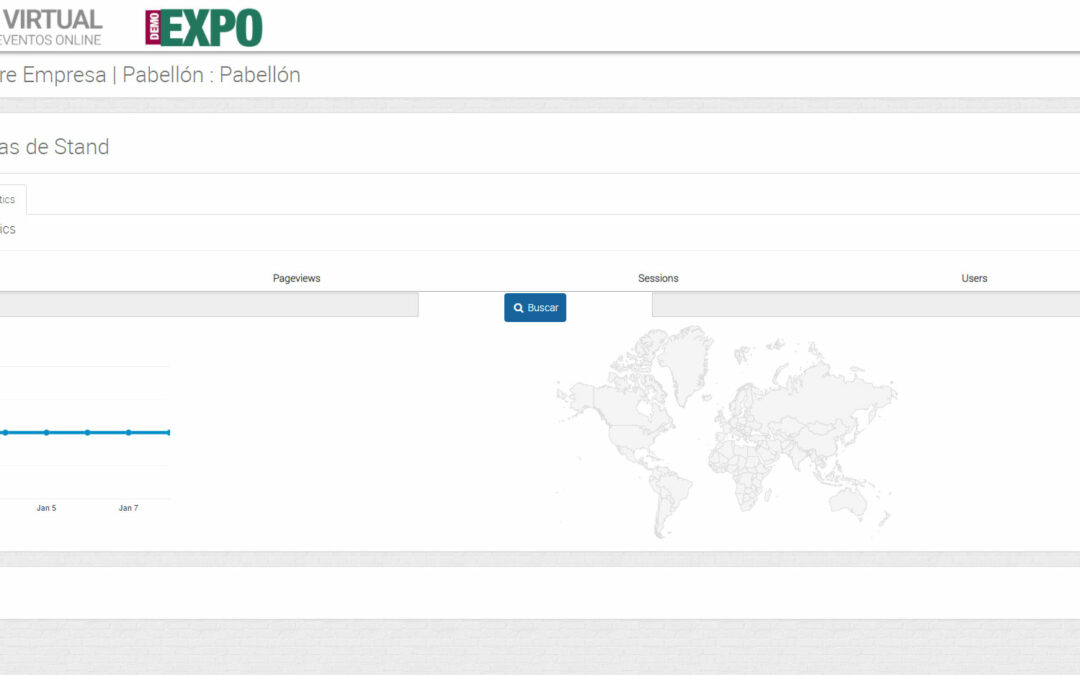 VIRTUAL
EVENTOS ONLINE
DEMO EXPO
re Empresa | Pabellón : Pabellón
as de Stand
tics
ics
Pageviews Sessions Users
Buscar
Jan 5 Jan 7